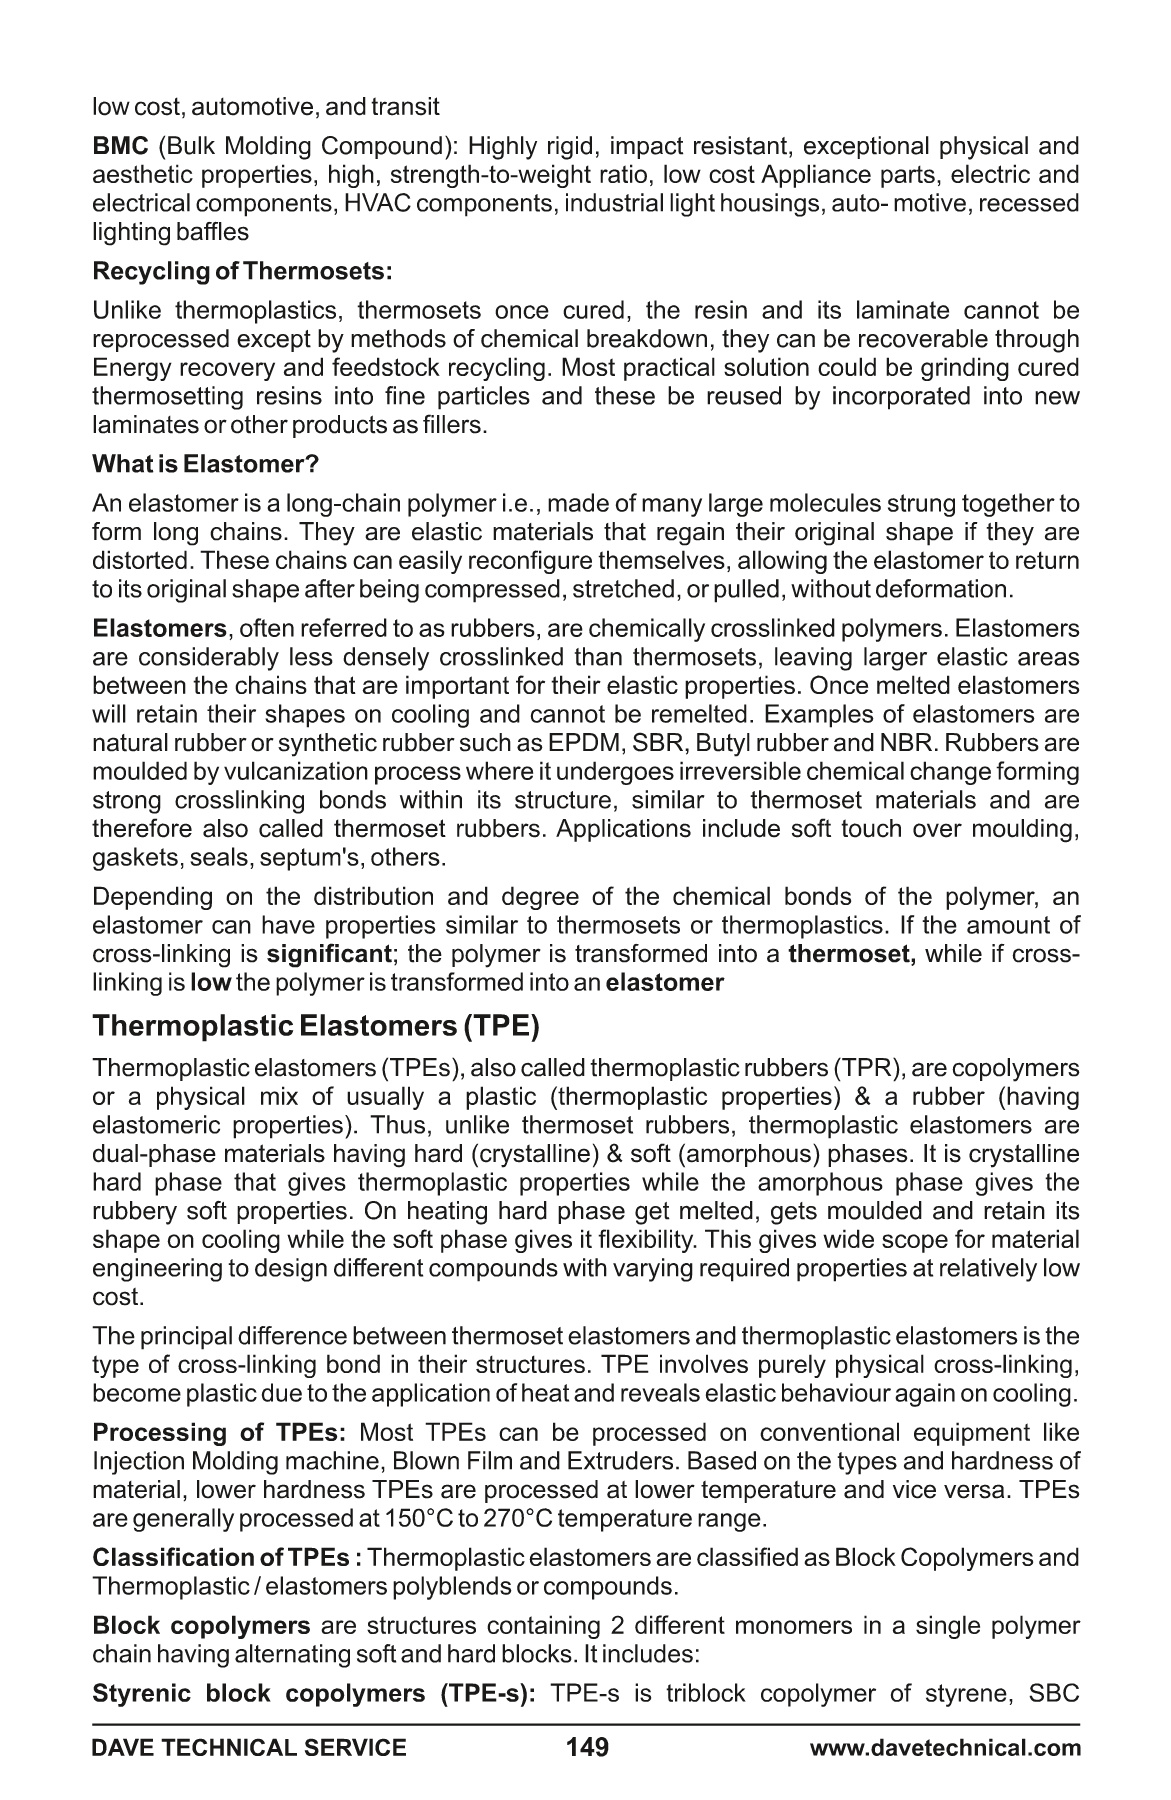 low cost, automotive, and transit
BMC (Bulk Molding Compound): Highly rigid, impact resistant, exceptional physical and
aesthetic properties, high, strength-to-weight ratio, low cost Appliance parts, electric and
electrical components, HVAC components, industrial light housings, auto- motive, recessed
lighting baffles
Recycling of Thermosets:
Unlike thermoplastics, thermosets once cured, the resin and its laminate cannot be
reprocessed except by methods of chemical breakdown, they can be recoverable through
Energy recovery and feedstock recycling. Most practical solution could be grinding cured
thermosetting resins into fine particles and these be reused by incorporated into new
laminates or other products as fillers.
What is Elastomer?
An elastomer is a long-chain polymer i.e., made of many large molecules strung together to
form long chains. They are elastic materials that regain their original shape if they are
distorted. These chains can easily reconfigure themselves, allowing the elastomer to return
to its original shape after being compressed, stretched, or pulled, without deformation.
Elastomers, often referred to as rubbers, are chemically crosslinked polymers. Elastomers
are considerably less densely crosslinked than thermosets, leaving larger elastic areas
between the chains that are important for their elastic properties. Once melted elastomers
will retain their shapes on cooling and cannot be remelted. Examples of elastomers are
natural rubber or synthetic rubber such as EPDM, SBR, Butyl rubber and NBR. Rubbers are
moulded by vulcanization process where it undergoes irreversible chemical change forming
strong crosslinking bonds within its structure, similar to thermoset materials and are
therefore also called thermoset rubbers. Applications include soft touch over moulding,
gaskets, seals, septum's, others.
Depending on the distribution and degree of the chemical bonds of the polymer, an
elastomer can have properties similar to thermosets or thermoplastics. If the amount of
cross-linking is significant; the polymer is transformed into a thermoset, while if cross-
linking is low the polymer is transformed into an elastomer
Thermoplastic Elastomers (TPE)
Thermoplastic elastomers (TPEs), also called thermoplastic rubbers (TPR), are copolymers
or a physical mix of usually a plastic (thermoplastic properties) & a rubber (having
elastomeric properties). Thus, unlike thermoset rubbers, thermoplastic elastomers are
dual-phase materials having hard (crystalline) & soft (amorphous) phases. It is crystalline
hard phase that gives thermoplastic properties while the amorphous phase gives the
rubbery soft properties. On heating hard phase get melted, gets moulded and retain its
shape on cooling while the soft phase gives it flexibility. This gives wide scope for material
engineering to design different compounds with varying required properties at relatively low
cost.
The principal difference between thermoset elastomers and thermoplastic elastomers is the
type of cross-linking bond in their structures. TPE involves purely physical cross-linking,
become plastic due to the application of heat and reveals elastic behaviour again on cooling.
Processing of TPEs: Most TPEs can be processed on conventional equipment like
Injection Molding machine, Blown Film and Extruders. Based on the types and hardness of
material, lower hardness TPEs are processed at lower temperature and vice versa. TPEs
are generally processed at 150°C to 270°C temperature range.
Classification of TPEs : Thermoplastic elastomers are classified as Block Copolymers and
Thermoplastic / elastomers polyblends or compounds.
Block copolymers are structures containing 2 different monomers in a single polymer
chain having alternating soft and hard blocks. It includes:
Styrenic block copolymers (TPE-s): TPE-s is triblock copolymer of styrene, SBC
DAVE TECHNICAL SERVICE 149 www.davetechnical.com